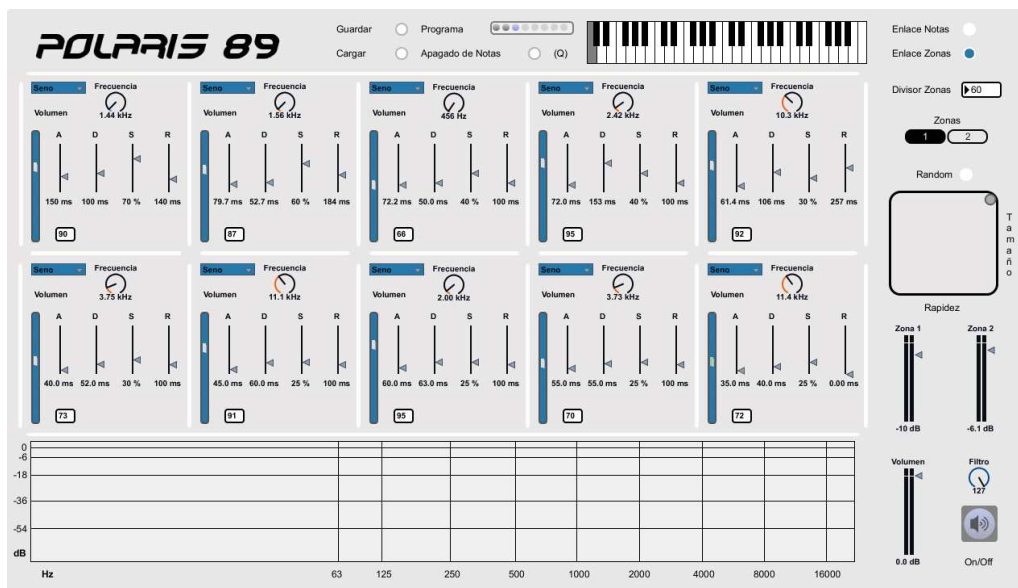 POLARIS 89
Guardar
Programa
Cargar
Apagado de Notas
(Q)
Enlace Notas
Enlace Zonas
Divisor Zonas
60
Zonas
1 2
Random
Tamaño
Rapidez
Seno Frecuencia
Volumen 1.44 kHz
A D S R
150 ms 100 ms 70 % 140 ms
90
Seno Frecuencia
Volumen 1.56 kHz
A D S R
79.7 ms 52.7 ms 60 % 184 ms
87
Seno Frecuencia
Volumen 456 Hz
A D S R
72.2 ms 50.0 ms 40 % 100 ms
66
Seno Frecuencia
Volumen 2.42 kHz
A D S R
72.0 ms 153 ms 40 % 100 ms
95
Seno Frecuencia
Volumen 10.3 kHz
A D S R
61.4 ms 106 ms 30 % 257 ms
92
Seno Frecuencia
Volumen 3.75 kHz
A D S R
40.0 ms 52.0 ms 30 % 100 ms
73
Seno Frecuencia
Volumen 11.1 kHz
A D S R
45.0 ms 60.0 ms 25 % 100 ms
91
Seno Frecuencia
Volumen 2.00 kHz
A D S R
60.0 ms 63.0 ms 25 % 100 ms
95
Seno Frecuencia
Volumen 3.73 kHz
A D S R
55.0 ms 55.0 ms 25 % 100 ms
70
Seno Frecuencia
Volumen 11.4 kHz
A D S R
35.0 ms 40.0 ms 25 % 0.00 ms
72
Zona 1 Zona 2
-10 dB -6.1 dB
Volumen Filtro
127
0.0 dB On/Off
0
-6
-18
-36
-54
dB
Hz 63 125 250 500 1000 2000 4000 8000 16000